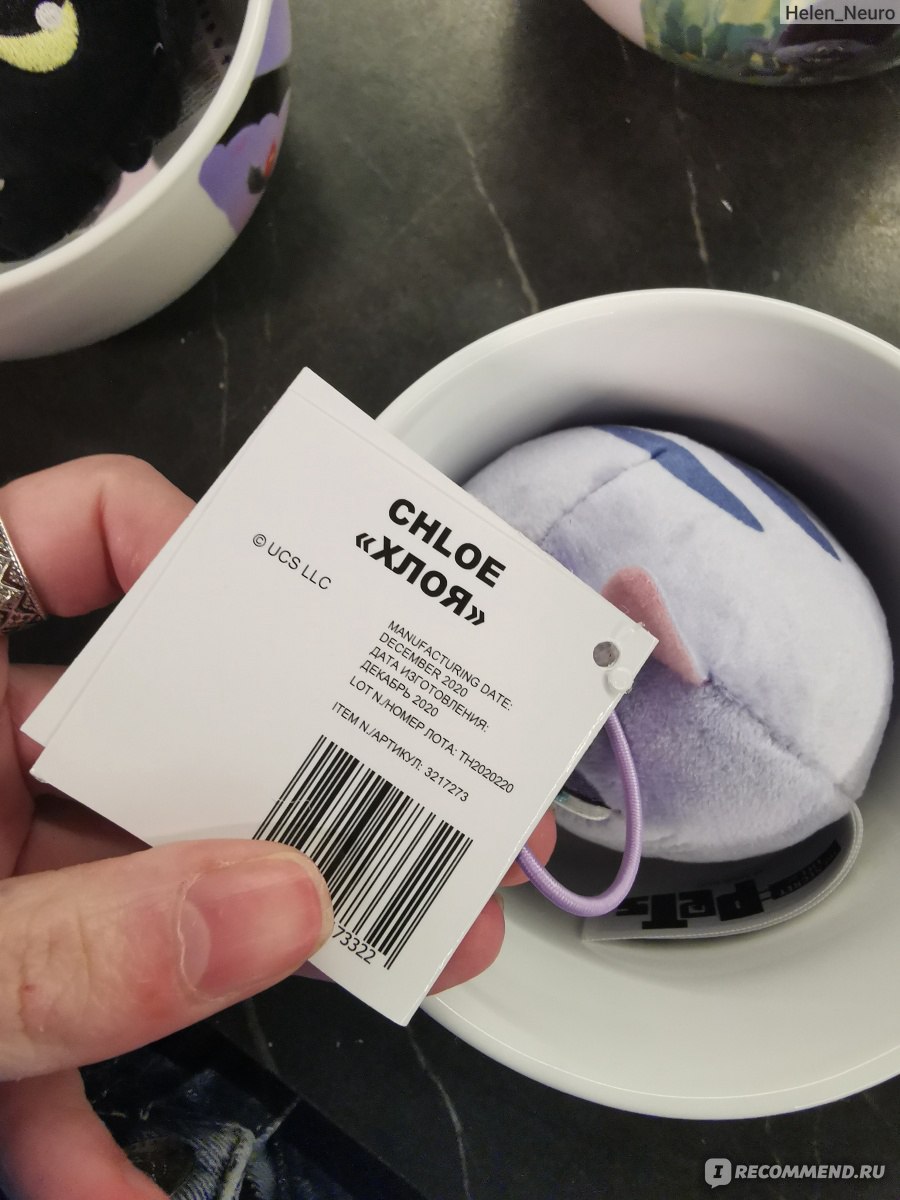 Helen_Neuro
CHLOE
«ХЛОЯ»
© UCS LLC
MANUFACTURING DATE:
DECEMBER 2020
ДАТА ИЗГОТОВЛЕНИЯ:
ДЕКАБРЬ 2020
LOT N./НОМЕР ЛОТА: TH2020220
ITEM N./АРТИКУЛ: 3217273
73322
PETS
IRECOMMEND.RU